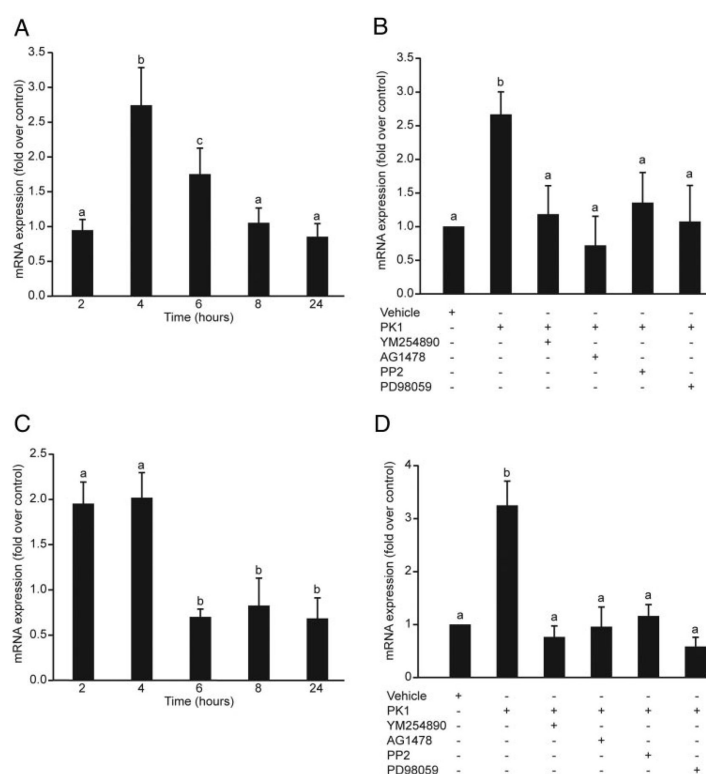 A
mRNA expression (fold over control)
3.5
3.0
2.5
2.0
1.5
1.0
0.5
0.0
a
b
c
a
a
2 4 6 8 24
Time (hours)
B
mRNA expression (fold over control)
3.5
3.0
2.5
2.0
1.5
1.0
0.5
0.0
a
b
a
a
a
a
Vehicle + - - - - -
PK1 - + + + + +
YM254890 - - + - - -
AG1478 - - - + - -
PP2 - - - - + -
PD98059 - - - - - +
C
mRNA expression (fold over control)
2.5
2.0
1.5
1.0
0.5
0.0
a
a
b
b
b
2 4 6 8 24
Time (hours)
D
mRNA expression (fold over control)
4
3
2
1
0
a
b
a
a
a
a
Vehicle + - - - - -
PK1 - + + + + +
YM254890 - - + - - -
AG1478 - - - + - -
PP2 - - - - + -
PD98059 - - - - - +